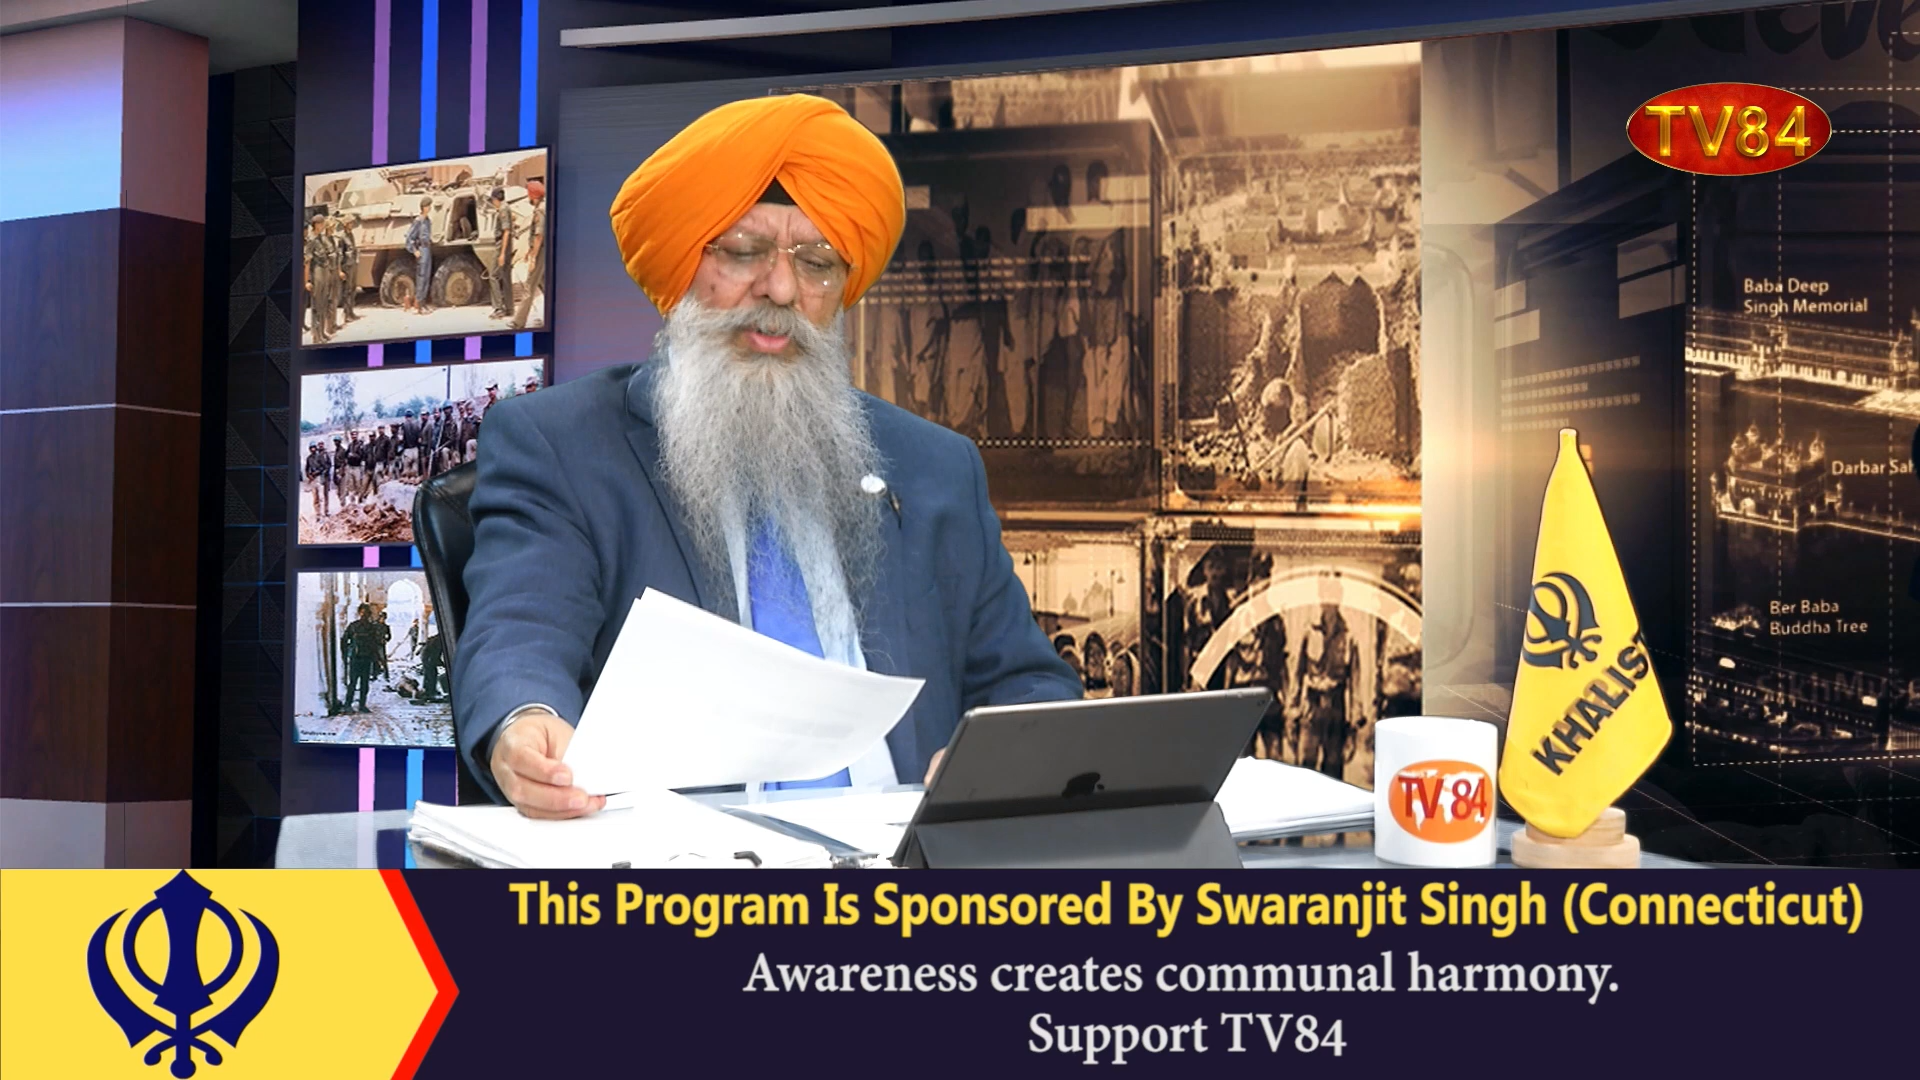 TV84
Baba Deep
Singh Memorial
Darbar Sah
Ber Baba
Buddha Tree
KHALIS
TV 84
This Program Is Sponsored By Swaranjit Singh (Connecticut)
Awareness creates communal harmony.
Support TV84